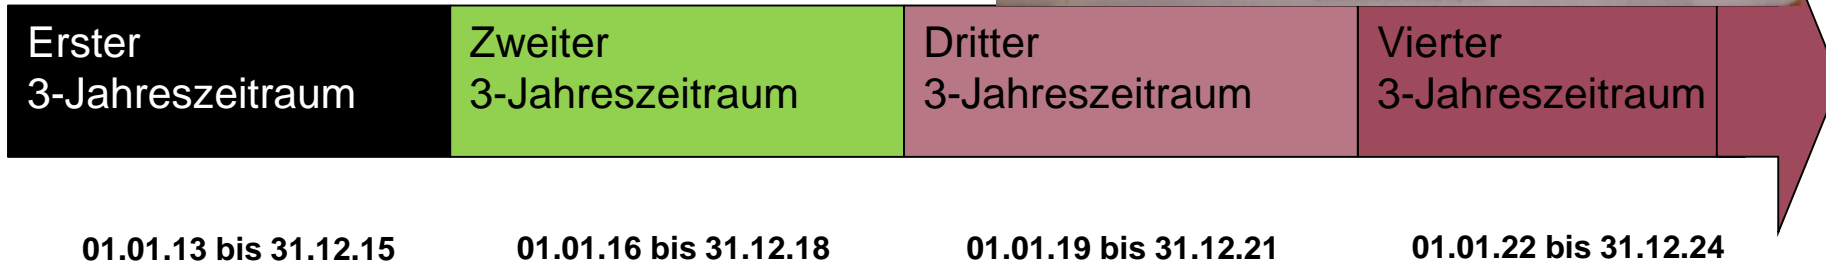 Erster
3-Jahreszeitraum
Zweiter
3-Jahreszeitraum
Dritter
3-Jahreszeitraum
Vierter
3-Jahreszeitraum
01.01.13 bis 31.12.15
01.01.16 bis 31.12.18
01.01.19 bis 31.12.21
01.01.22 bis 31.12.24